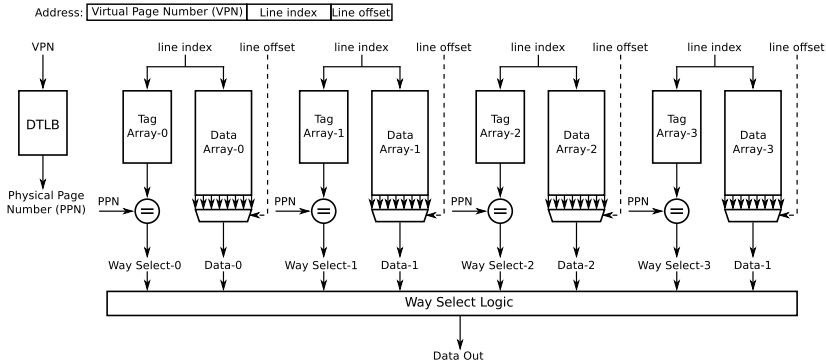 Address: Virtual Page Number (VPN) Line index Line offset
VPN line index line offset line index line offset line index line offset line index line offset
DTLB
Tag Array-0
Data Array-0
Tag Array-1
Data Array-1
Tag Array-2
Data Array-2
Tag Array-3
Data Array-3
Physical Page
Number (PPN)
PPN = PPN = PPN = PPN =
Way Select-0 Data-0 Way Select-1 Data-1 Way Select-2 Data-2 Way Select-3 Data-1
Way Select Logic
Data Out